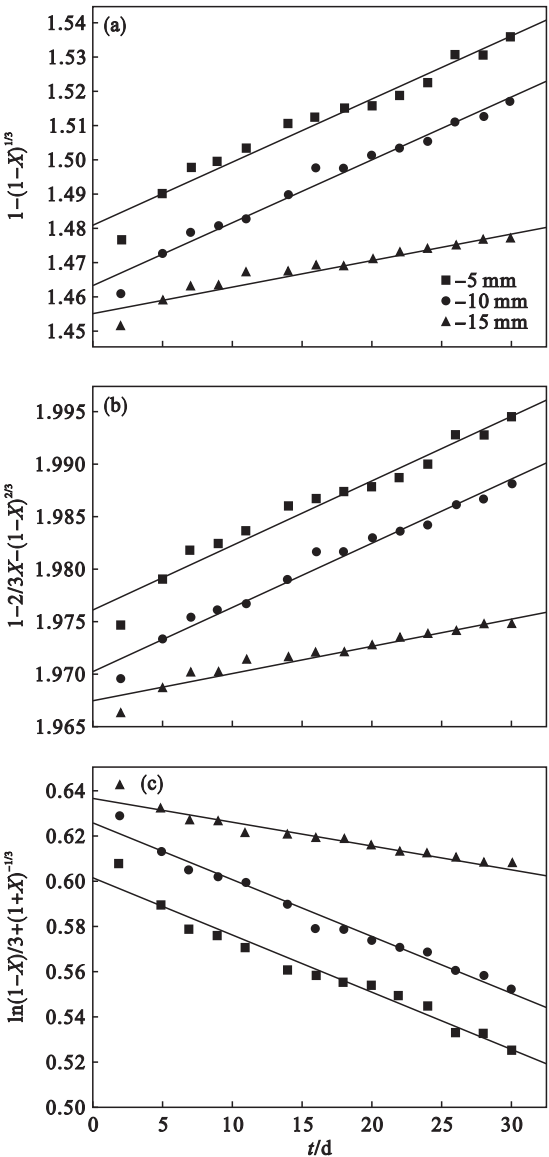 (a)
1.54
1.53
1.52
1.51
1.50
1.49
1.48
1.47
1.46
1.45
1−(1−X)^1/3
−5 mm
−10 mm
−15 mm
(b)
1.995
1.990
1.985
1.980
1.975
1.970
1.965
1−2/3X−(1−X)^2/3
(c)
0.64
0.62
0.60
0.58
0.56
0.54
0.52
0.50
ln(1−X)/3+(1+X)^−1/3
0 5 10 15 20 25 30
t/d